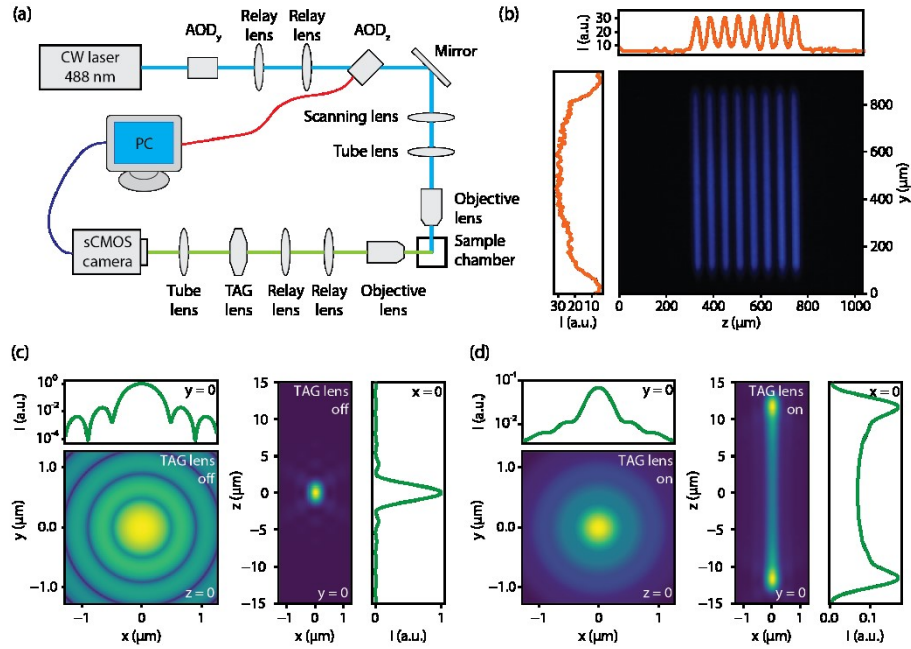 (a)
CW laser
488 nm
AODy
Relay
lens
Relay
lens
AODz
Mirror
Scanning lens
Tube lens
PC
Objective
lens
Sample
chamber
sCMOS
camera
Tube
lens
TAG
lens
Relay
lens
Relay
lens
Objective
lens
(b)
I (a.u.)
30
20
10
I (a.u.)
30 20 10
y (μm)
800
600
400
200
0
0 200 400 600 800 1000
z (μm)
(c)
I (a.u.)
10⁰
10⁻²
10⁻⁴
y = 0
TAG lens
off
y (μm)
1.0
0.0
−1.0
z = 0
−1 0 1
x (μm)
TAG lens
off
z (μm)
15
10
5
0
−5
−10
−15
y = 0
−1 0 1
x (μm)
x = 0
0 1
I (a.u.)
(d)
I (a.u.)
10⁻¹
10⁻²
y = 0
TAG lens
on
y (μm)
1.0
0.0
−1.0
z = 0
−1 0 1
x (μm)
TAG lens
on
z (μm)
15
10
5
0
−5
−10
−15
y = 0
−1 0 1
x (μm)
x = 0
0 0.1
I (a.u.)